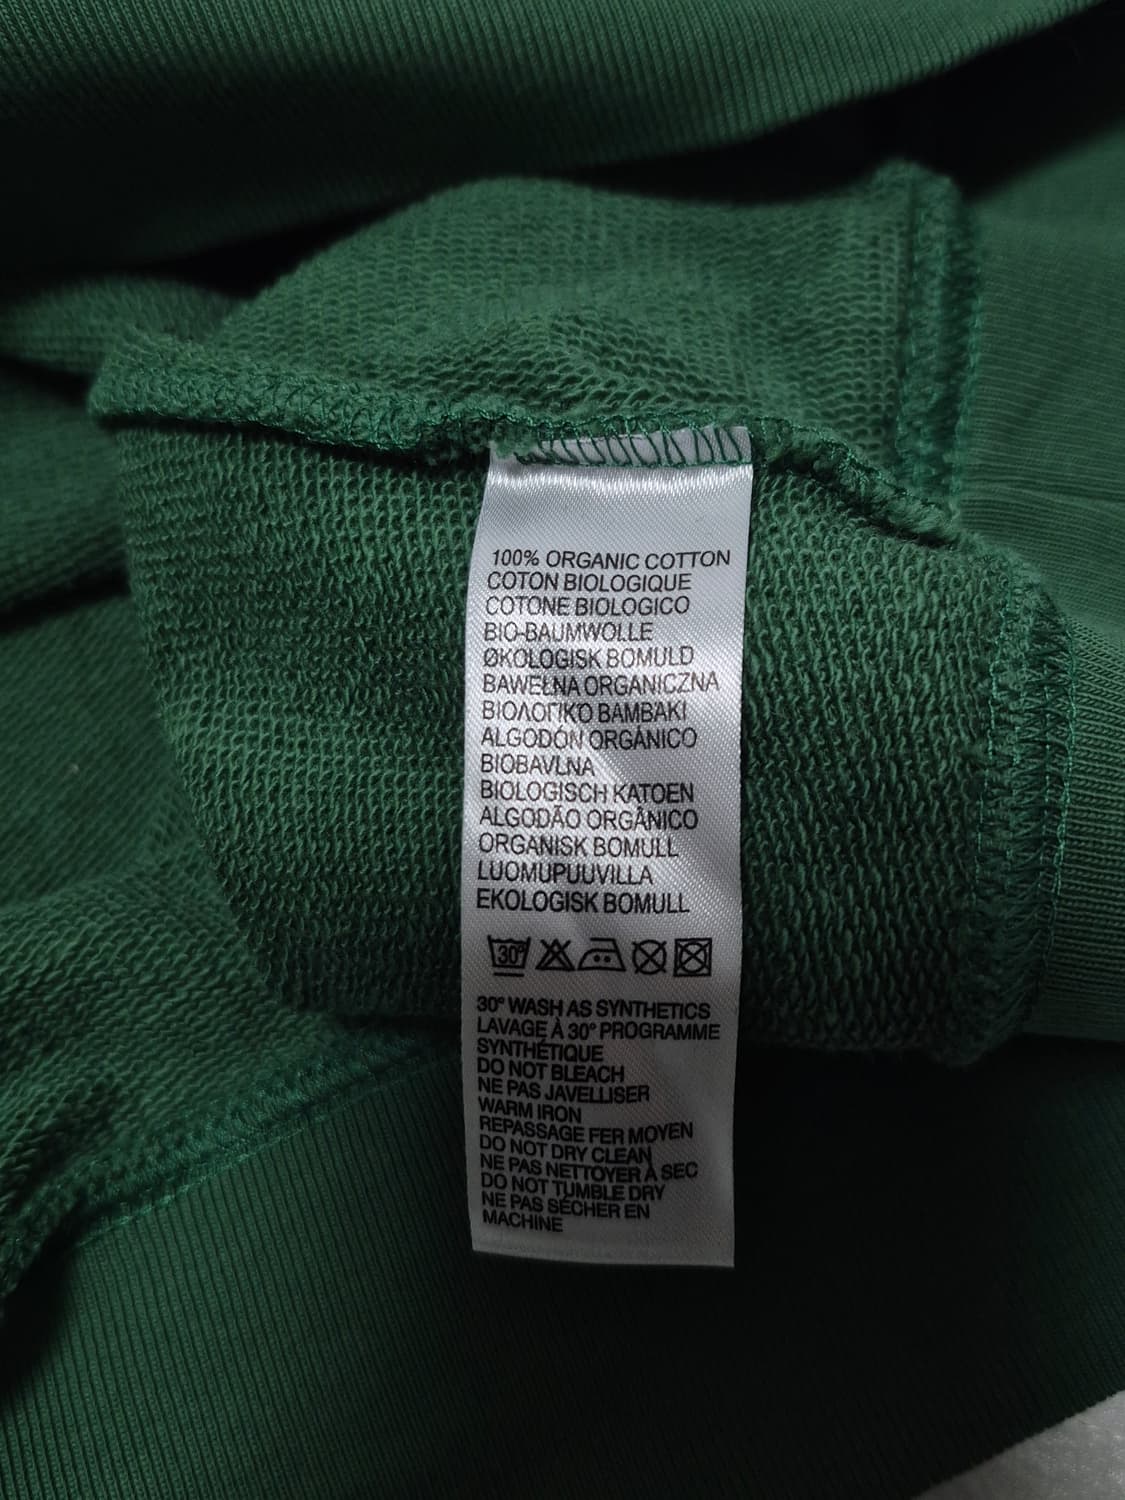 100% ORGANIC COTTON
COTON BIOLOGIQUE
COTONE BIOLOGICO
BIO-BAUMWOLLE
ØKOLOGISK BOMULD
BAWEŁNA ORGANICZNA
ΒΙΟΛΟΓΙΚΌ ΒΑΜΒΆΚΙ
ALGODÓN ORGÁNICO
BIOBAVLNA
BIOLOGISCH KATOEN
ALGODÃO ORGÂNICO
ORGANISK BOMULL
LUOMUPUUVILLA
EKOLOGISK BOMULL
30°
30° WASH AS SYNTHETICS
LAVAGE À 30° PROGRAMME
SYNTHÉTIQUE
DO NOT BLEACH
NE PAS JAVELLISER
WARM IRON
REPASSAGE FER MOYEN
DO NOT DRY CLEAN
NE PAS NETTOYER À SEC
DO NOT TUMBLE DRY
NE PAS SÉCHER EN
MACHINE